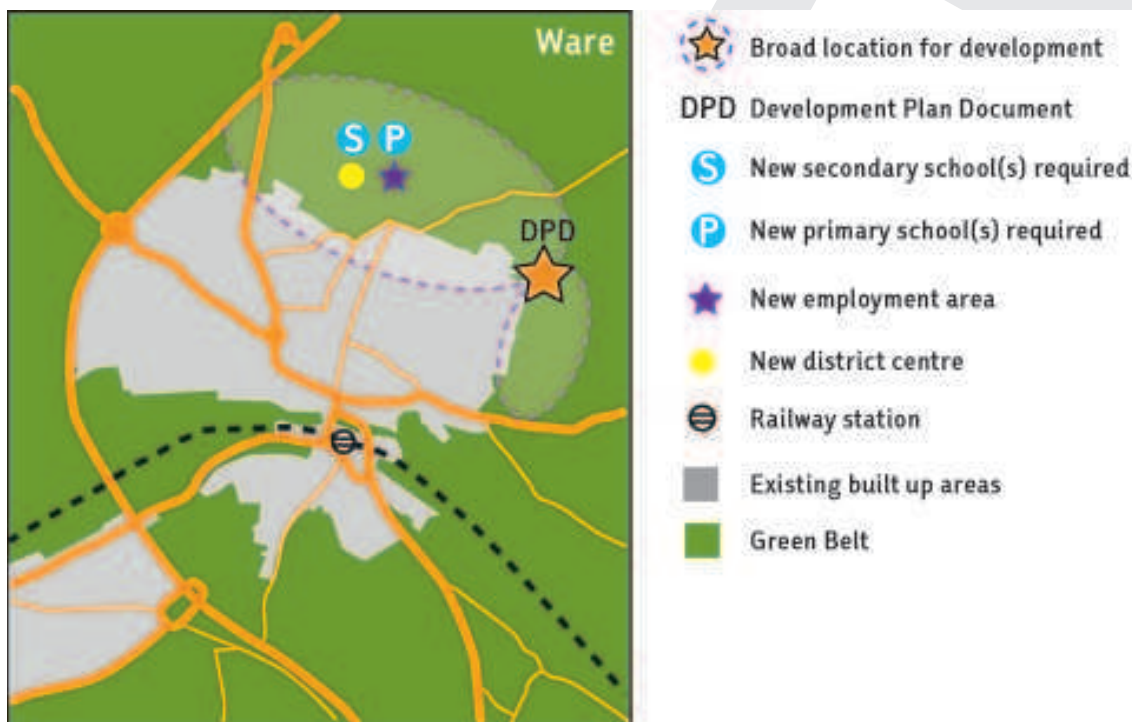 Ware
S P
DPD
Broad location for development
DPD Development Plan Document
S New secondary school(s) required
P New primary school(s) required
New employment area
New district centre
Railway station
Existing built up areas
Green Belt